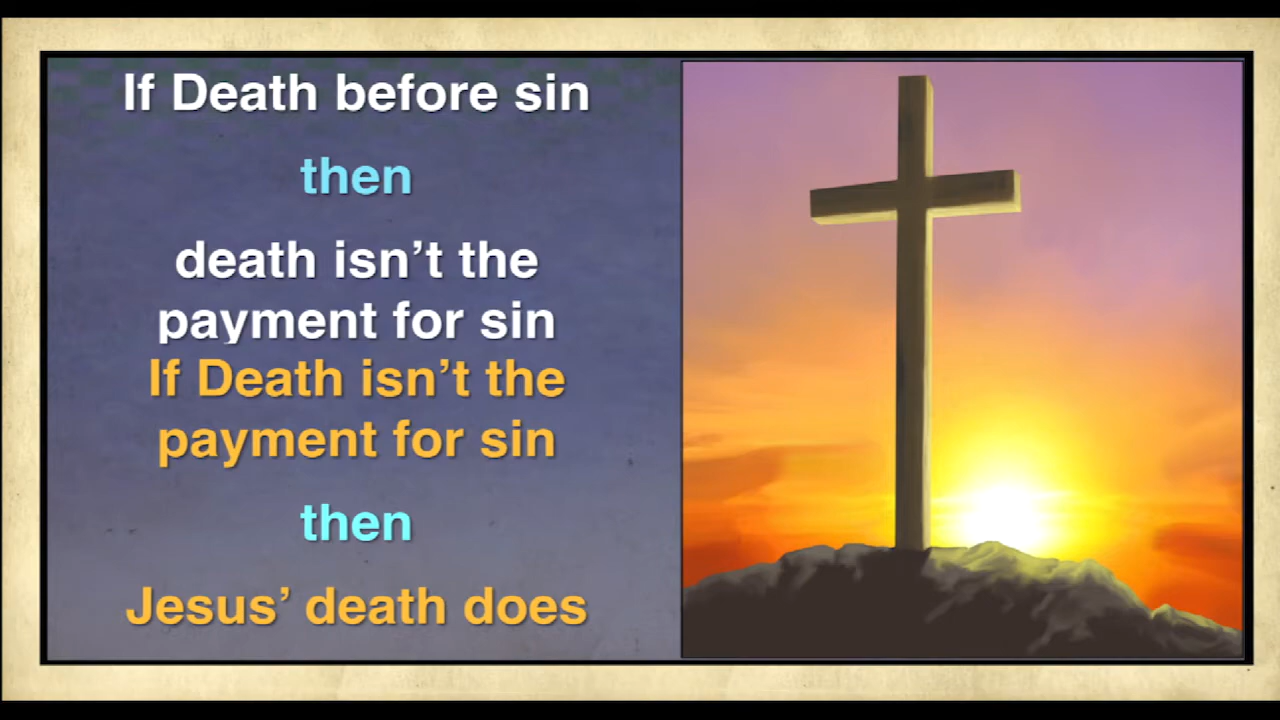 If Death before sin
then
death isn’t the
payment for sin
If Death isn’t the
payment for sin
then
Jesus’ death does